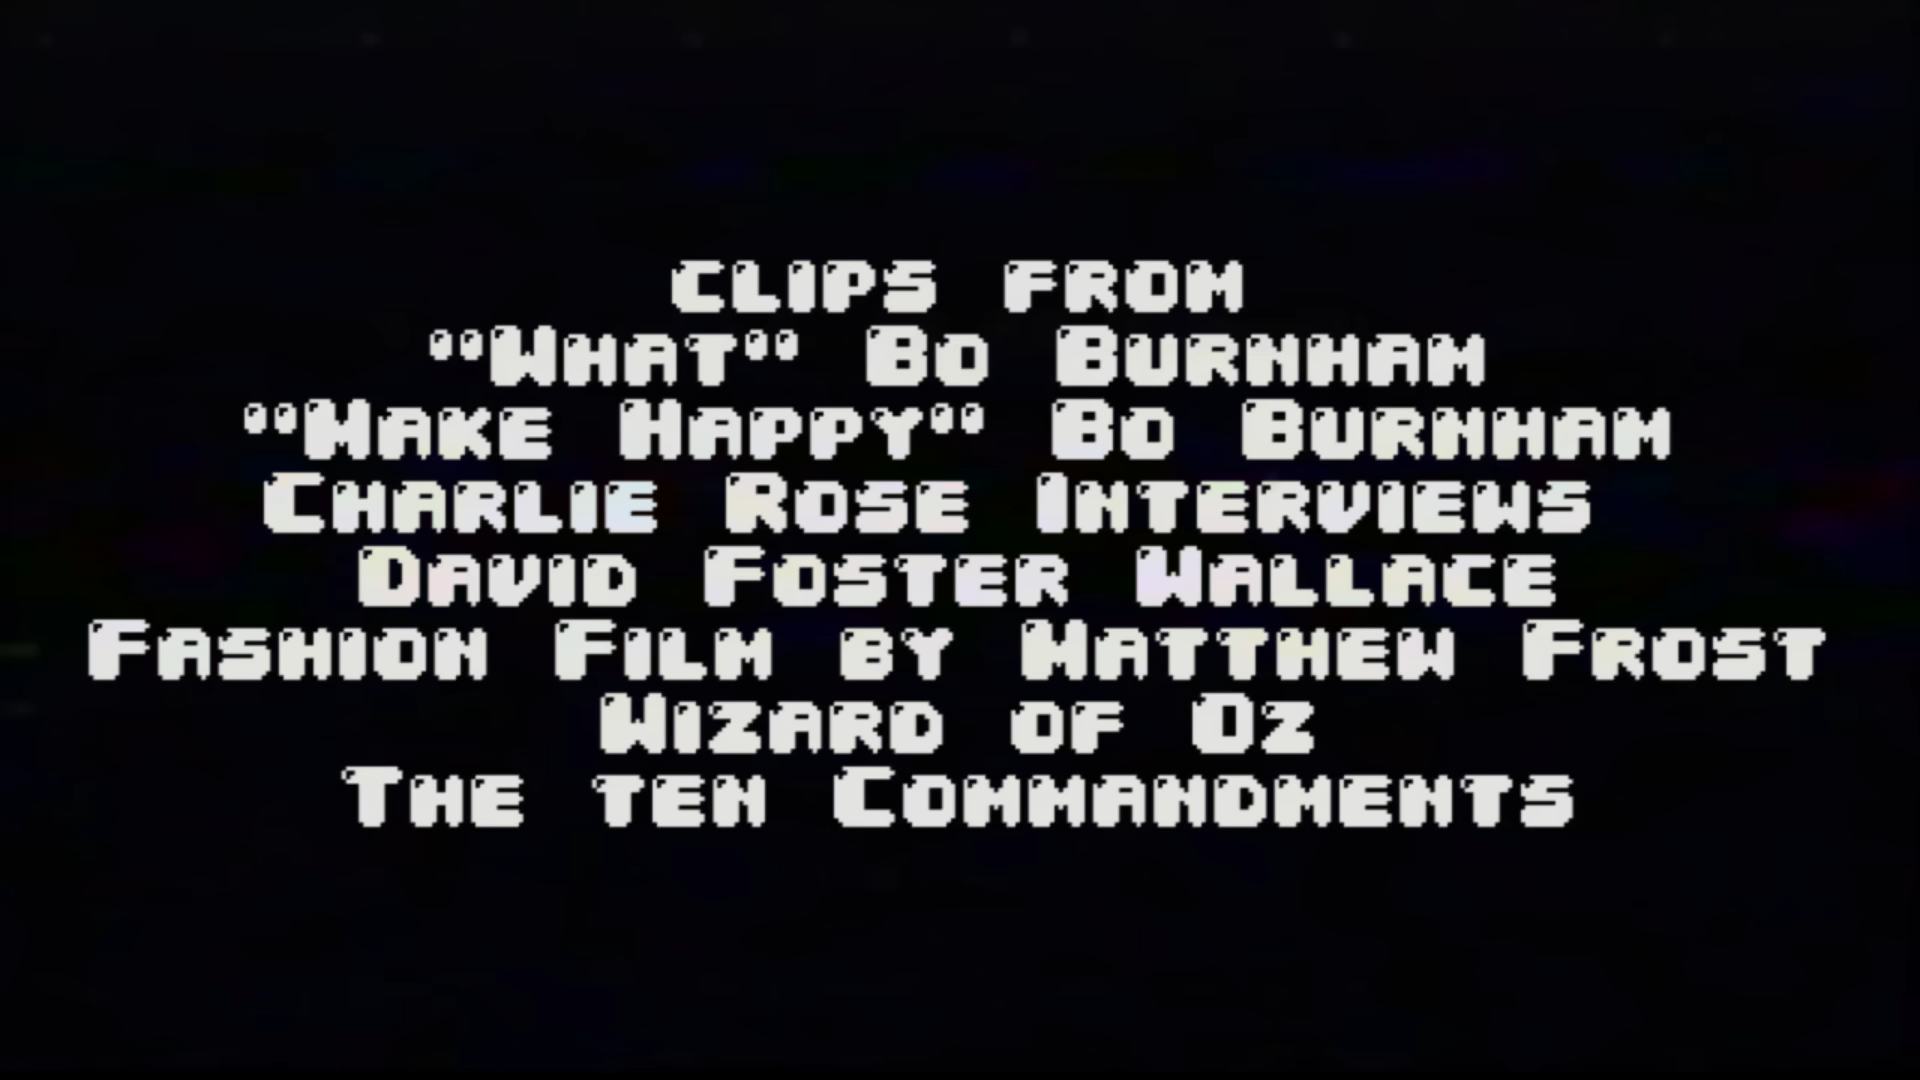 CLIPS FROM
"WHAT" BO BURNHAM
"MAKE HAPPY" BO BURNHAM
CHARLIE ROSE INTERVIEWS
DAVID FOSTER WALLACE
FASHION FILM BY MATTHEW FROST
WIZARD OF OZ
THE TEN COMMANDMENTS